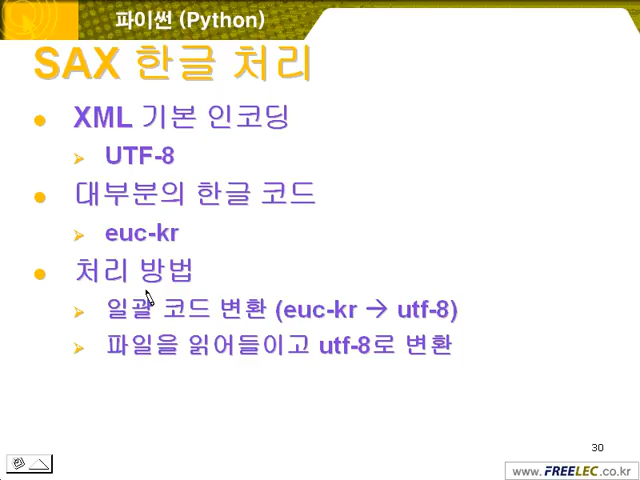 파이썬 (Python)
SAX 한글 처리
XML 기본 인코딩
UTF-8
대부분의 한글 코드
euc-kr
처리 방법
일괄 코드 변환 (euc-kr → utf-8)
파일을 읽어들이고 utf-8로 변환
30
www.FREELEC.co.kr